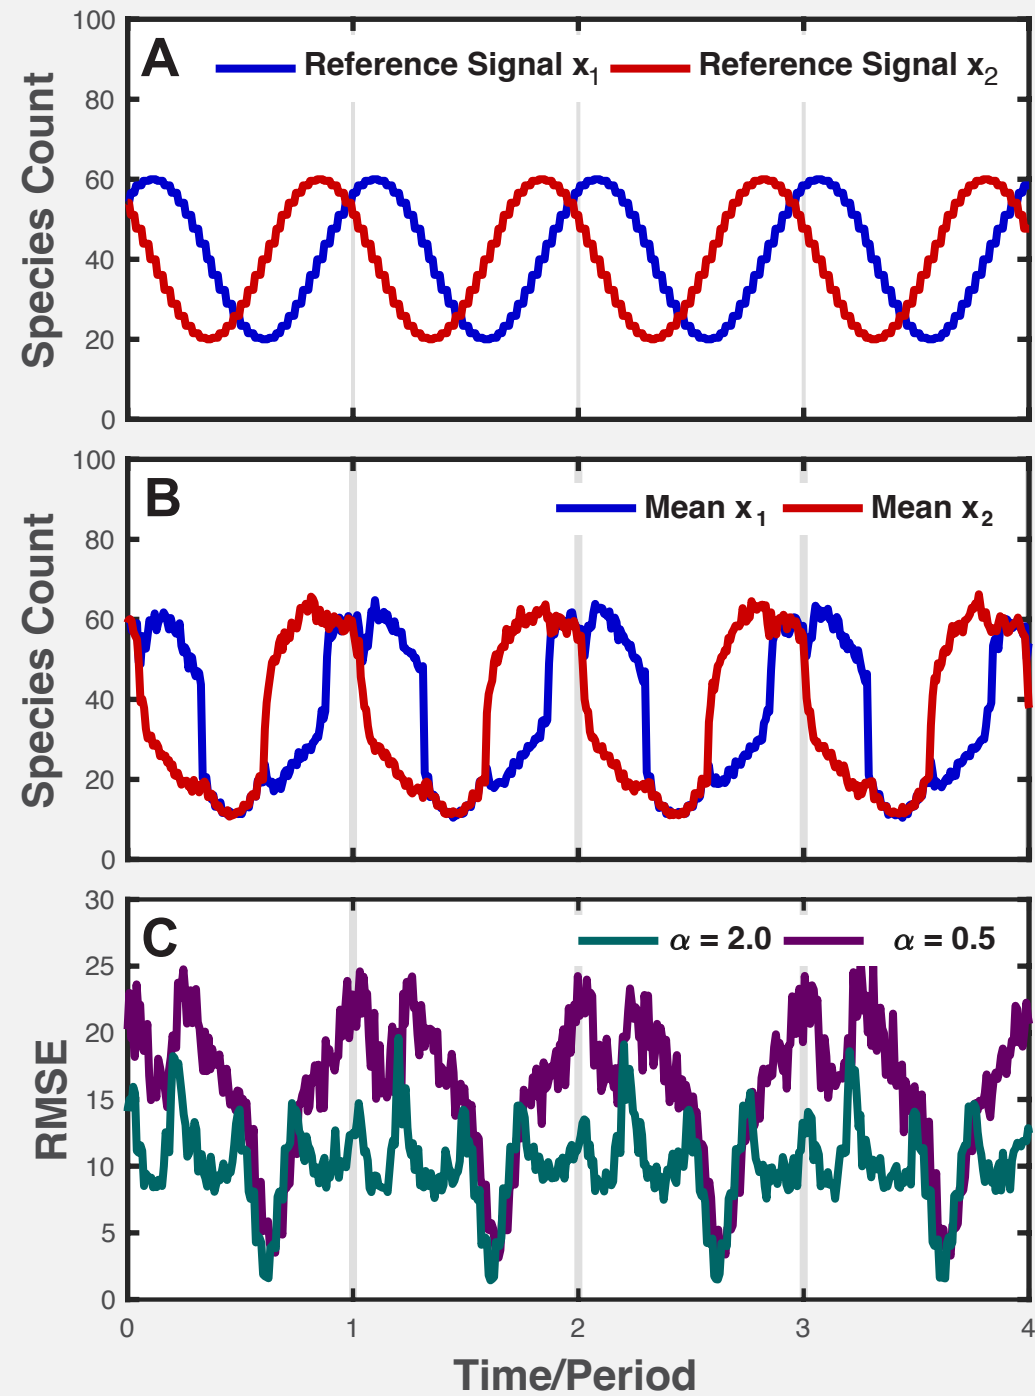 A
Reference Signal x1 Reference Signal x2
Species Count
100
80
60
40
20
0
B
Mean x1 Mean x2
Species Count
100
80
60
40
20
0
C
α = 2.0 α = 0.5
RMSE
30
25
20
15
10
5
0
0 1 2 3 4
Time/Period